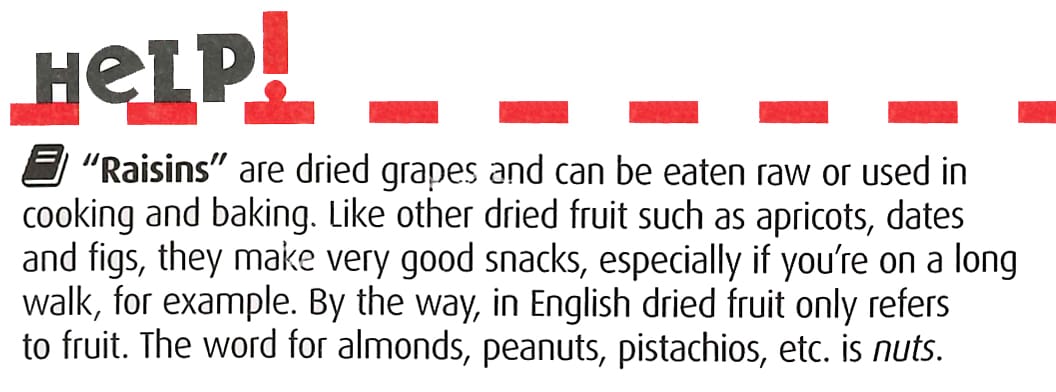 HeLP!
"Raisins" are dried grapes and can be eaten raw or used in
cooking and baking. Like other dried fruit such as apricots, dates
and figs, they make very good snacks, especially if you're on a long
walk, for example. By the way, in English dried fruit only refers
to fruit. The word for almonds, peanuts, pistachios, etc. is nuts.